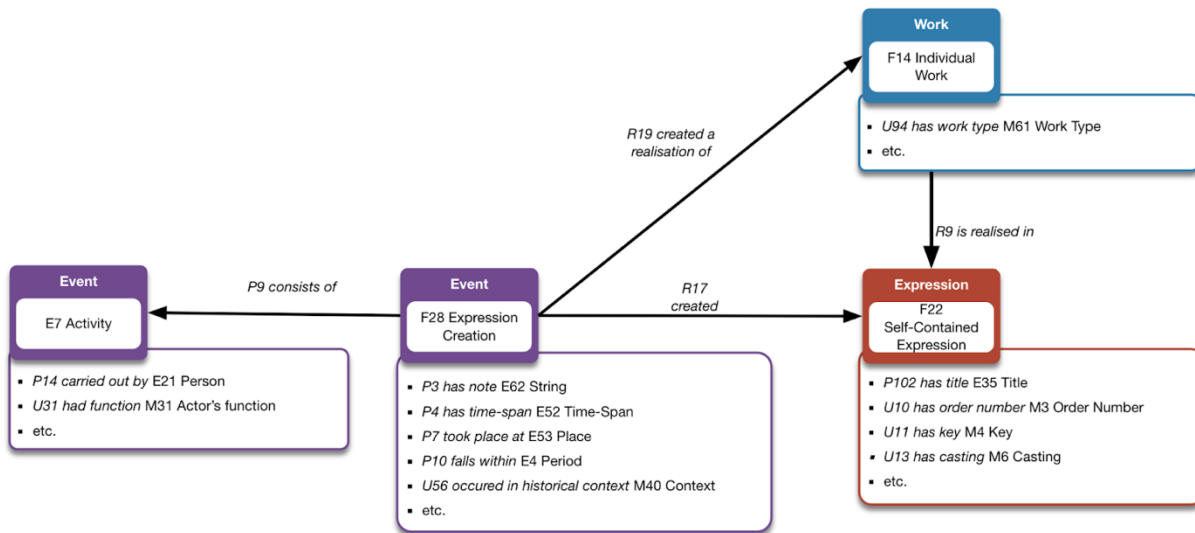 Work
F14 Individual
Work
▪ U94 has work type M61 Work Type
▪ etc.
R19 created a
realisation of
R9 is realised in
Event
E7 Activity
▪ P14 carried out by E21 Person
▪ U31 had function M31 Actor's function
▪ etc.
P9 consists of
Event
F28 Expression
Creation
▪ P3 has note E62 String
▪ P4 has time-span E52 Time-Span
▪ P7 took place at E53 Place
▪ P10 falls within E4 Period
▪ U56 occured in historical context M40 Context
▪ etc.
R17
created
Expression
F22
Self-Contained
Expression
▪ P102 has title E35 Title
▪ U10 has order number M3 Order Number
▪ U11 has key M4 Key
▪ U13 has casting M6 Casting
▪ etc.